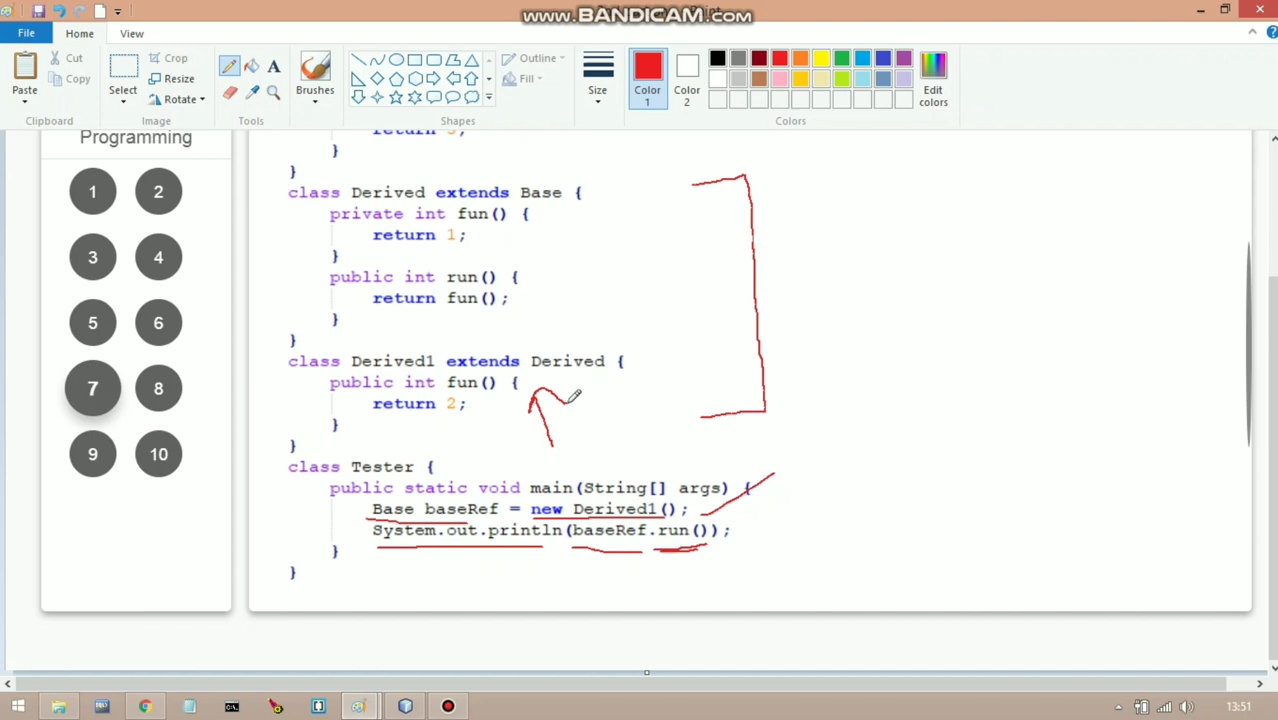 www.BANDICAM.com
File
Home
View
Paste
Cut
Copy
Clipboard
Select
Crop
Resize
Rotate
Image
A
Tools
Brushes
Shapes
Outline
Fill
Size
Color 1
Color 2
Edit colors
Colors
Programming
1 2
3 4
5 6
7 8
9 10
}
}
class Derived extends Base {
private int fun() {
return 1;
}
public int run() {
return fun();
}
}
class Derived1 extends Derived {
public int fun() {
return 2;
}
}
class Tester {
public static void main(String[] args) {
Base baseRef = new Derived1();
System.out.println(baseRef.run());
}
}
13:51